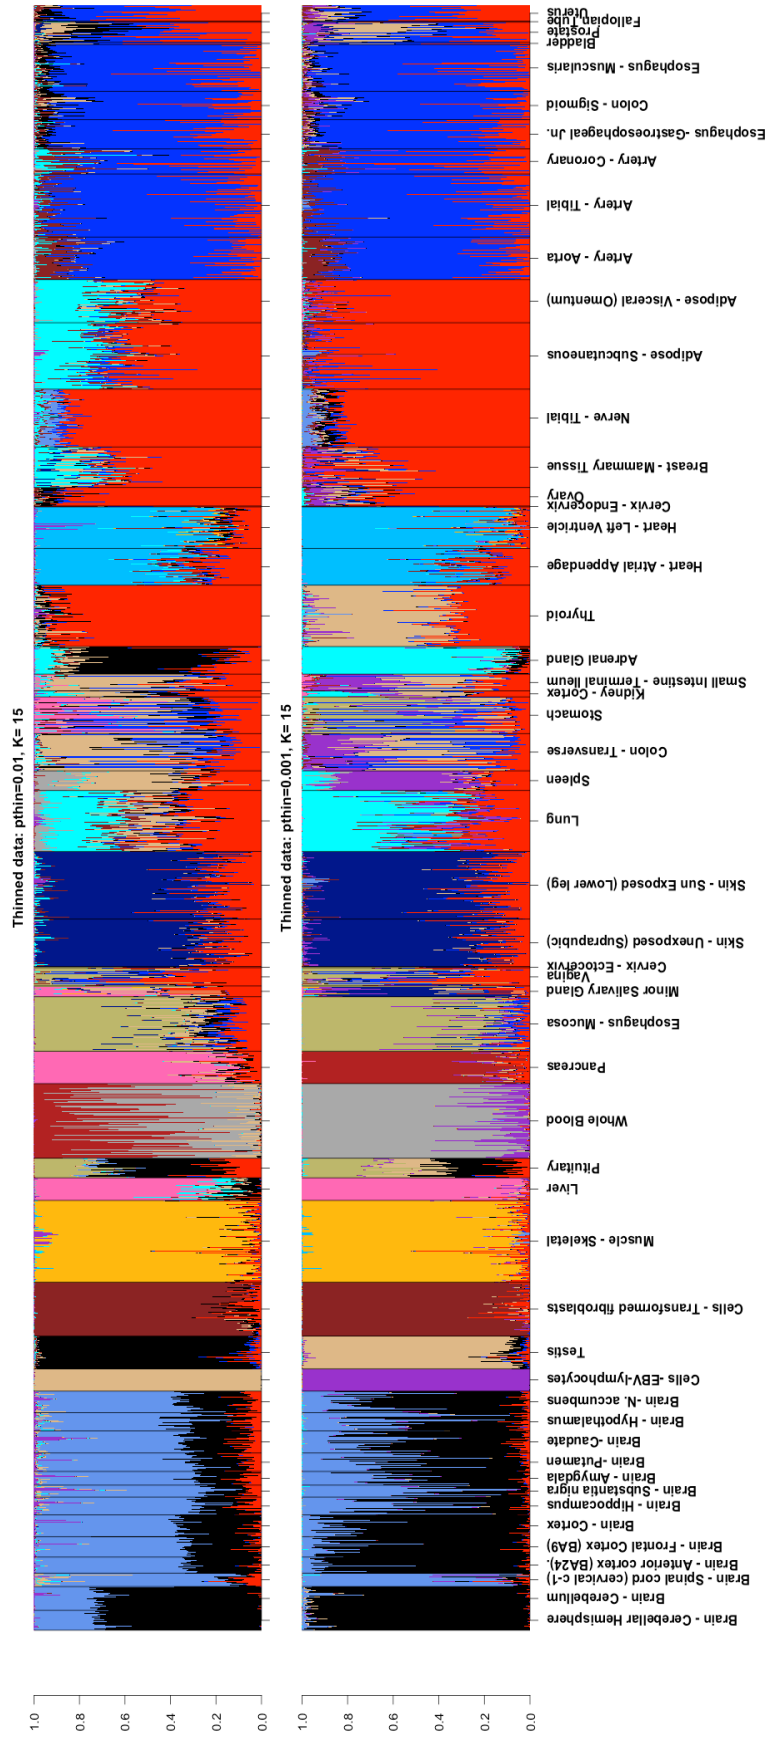 Thinned data: pthin=0.01, K= 15
Thinned data: pthin=0.001, K= 15
Uterus
Fallopian Tube
Prostate
Bladder
Esophagus - Muscularis
Colon - Sigmoid
Esophagus -Gastroesophageal Jn.
Artery - Coronary
Artery - Tibial
Artery - Aorta
Adipose - Visceral (Omentum)
Adipose - Subcutaneous
Nerve - Tibial
Breast - Mammary Tissue
Ovary
Cervix - Endocervix
Heart - Left Ventricle
Heart - Atrial Appendage
Thyroid
Adrenal Gland
Small Intestine - Terminal Ileum
Kidney - Cortex
Stomach
Colon - Transverse
Spleen
Lung
Skin - Sun Exposed (Lower leg)
Skin - Unexposed (Suprapubic)
Cervix - Ectocervix
Vagina
Minor Salivary Gland
Esophagus - Mucosa
Pancreas
Whole Blood
Pituitary
Liver
Muscle - Skeletal
Cells - Transformed fibroblasts
Testis
Cells -EBV-lymphocytes
Brain -N. accumbens
Brain - Hypothalamus
Brain -Caudate
Brain- Putamen
Brain - Amygdala
Brain - Substantia nigra
Brain - Hippocampus
Brain - Cortex
Brain - Frontal Cortex (BA9)
Brain - Anterior cortex (BA24).
Brain - Spinal cord (cervical c-1)
Brain - Cerebellum
Brain - Cerebellar Hemisphere
1.0
0.8
0.6
0.4
0.2
0.0
1.0
0.8
0.6
0.4
0.2
0.0